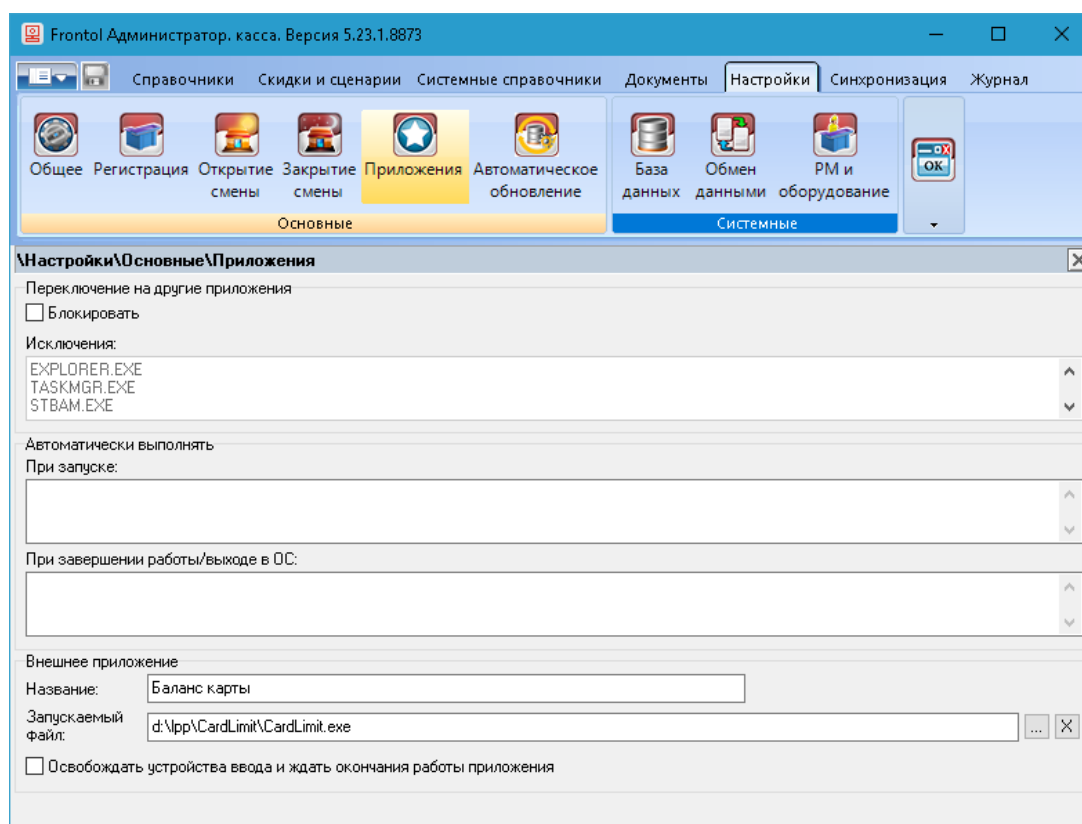 Frontol Администратор. касса. Версия 5.23.1.8873
Справочники Скидки и сценарии Системные справочники Документы Настройки Синхронизация Журнал
Общее Регистрация Открытие смены Закрытие смены Приложения Автоматическое обновление База данных Обмен данными РМ и оборудование OK
Основные Системные
\Настройки\Основные\Приложения
Переключение на другие приложения
Блокировать
Исключения:
EXPLORER.EXE
TASKMGR.EXE
STBAM.EXE
Автоматически выполнять
При запуске:
При завершении работы/выходе в ОС:
Внешнее приложение
Название: Баланс карты
Запускаемый файл: d:\lpp\CardLimit\CardLimit.exe ... X
Освобождать устройства ввода и ждать окончания работы приложения